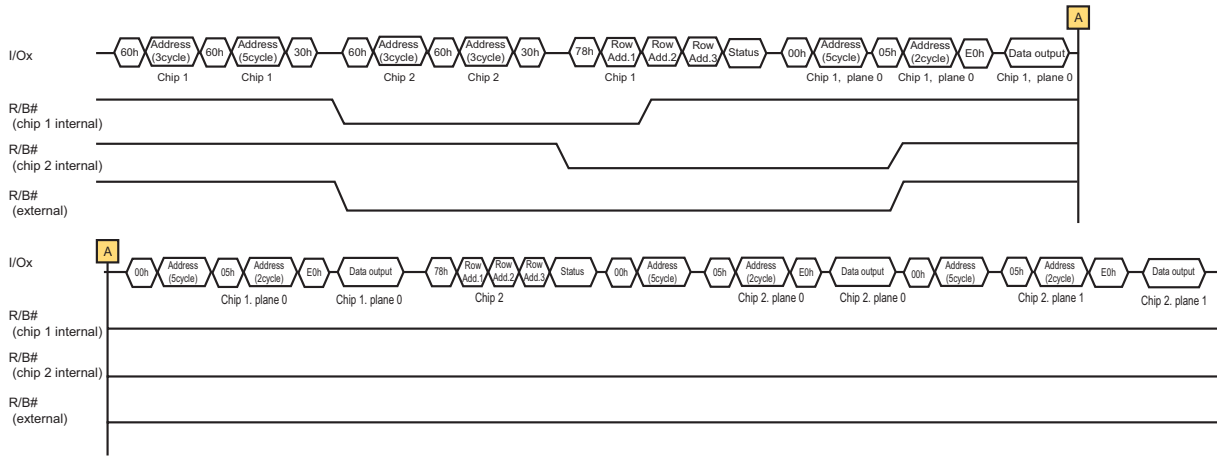 A
I/Ox
60h Address (3cycle) 60h Address (5cycle) 30h 60h Address (3cycle) 60h Address (3cycle) 30h 78h Row Add.1 Row Add.2 Row Add.3 Status 00h Address (5cycle) 05h Address (2cycle) E0h Data output
Chip 1 Chip 1 Chip 2 Chip 2 Chip 1 Chip 1, plane 0 Chip 1, plane 0 Chip 1, plane 0
R/B#
(chip 1 internal)
R/B#
(chip 2 internal)
R/B#
(external)
A
I/Ox
00h Address (5cycle) 05h Address (2cycle) E0h Data output 78h Row Add.1 Row Add.2 Row Add.3 Status 00h Address (5cycle) 05h Address (2cycle) E0h Data output 00h Address (5cycle) 05h Address (2cycle) E0h Data output
Chip 1. plane 0 Chip 1. plane 0 Chip 2 Chip 2. plane 0 Chip 2. plane 0 Chip 2. plane 1 Chip 2. plane 1
R/B#
(chip 1 internal)
R/B#
(chip 2 internal)
R/B#
(external)